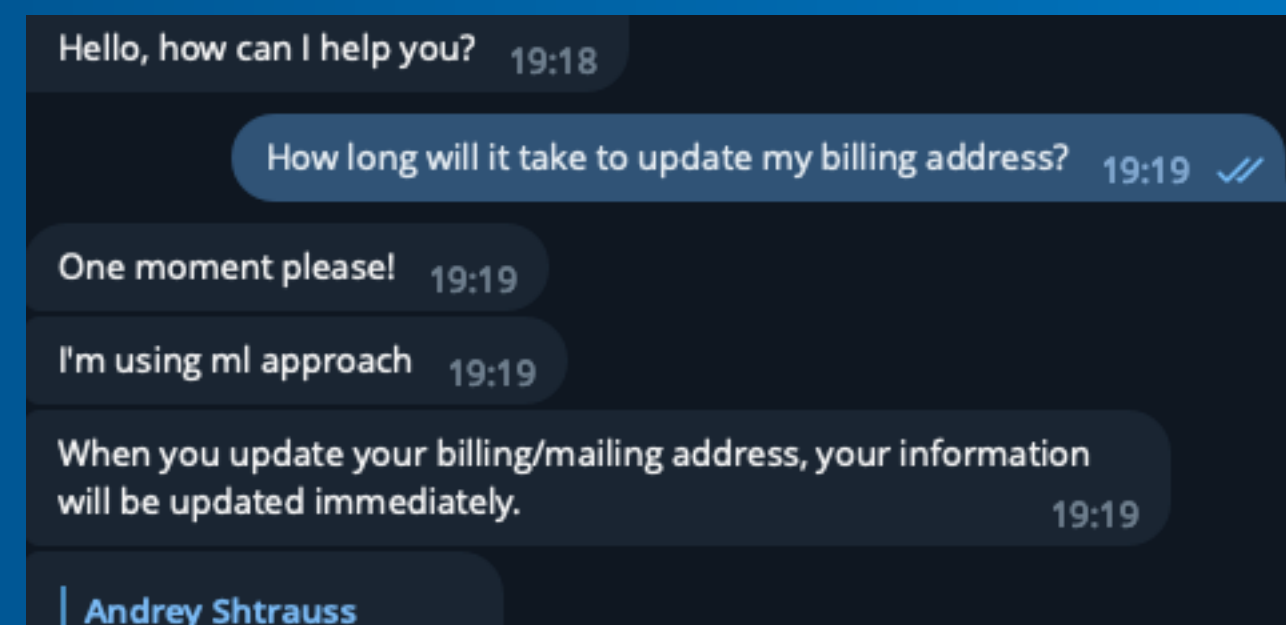 Hello, how can I help you? 19:18
How long will it take to update my billing address? 19:19
One moment please! 19:19
I'm using ml approach 19:19
When you update your billing/mailing address, your information
will be updated immediately. 19:19
Andrey Shtrauss